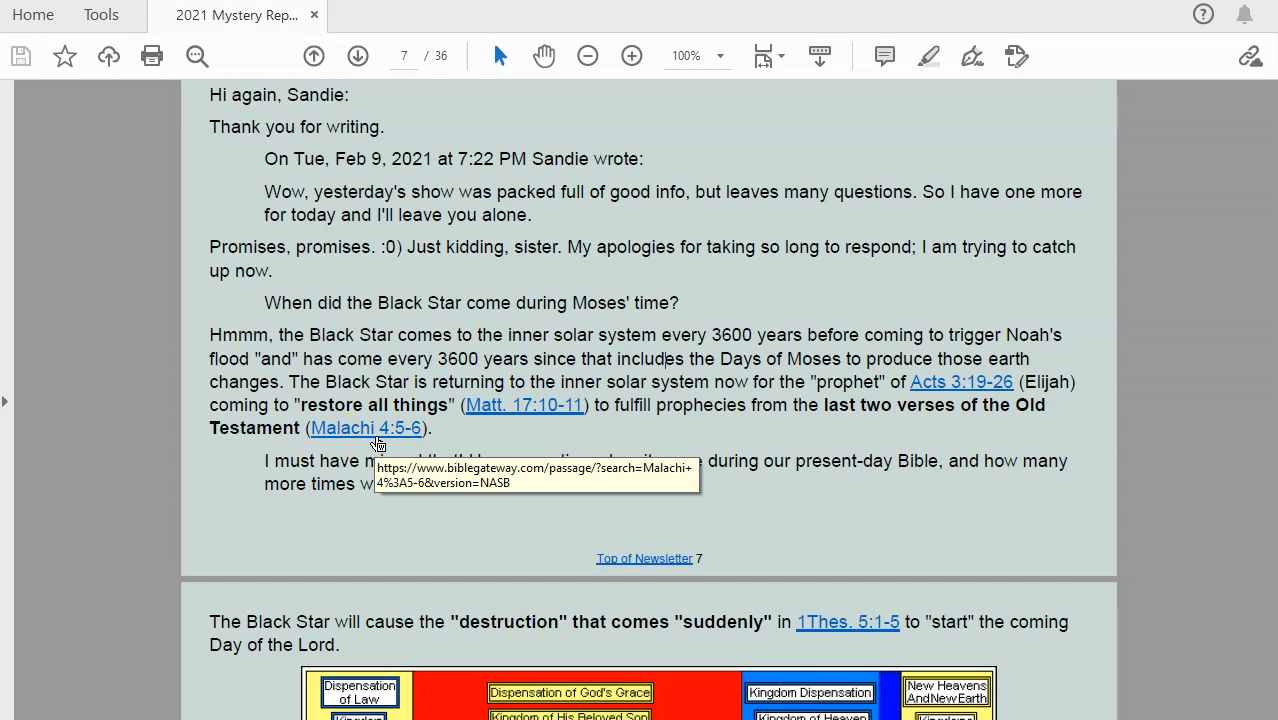 Home Tools 2021 Mystery Rep... ×
7 / 36 100%
Hi again, Sandie:
Thank you for writing.
On Tue, Feb 9, 2021 at 7:22 PM Sandie wrote:
Wow, yesterday's show was packed full of good info, but leaves many questions. So I have one more
for today and I'll leave you alone.
Promises, promises. :0) Just kidding, sister. My apologies for taking so long to respond; I am trying to catch
up now.
When did the Black Star come during Moses' time?
Hmmm, the Black Star comes to the inner solar system every 3600 years before coming to trigger Noah's
flood "and" has come every 3600 years since that includes the Days of Moses to produce those earth
changes. The Black Star is returning to the inner solar system now for the "prophet" of Acts 3:19-26 (Elijah)
coming to "restore all things" (Matt. 17:10-11) to fulfill prophecies from the last two verses of the Old
Testament (Malachi 4:5-6).
I must have during our present-day Bible, and how many
more times
https://www.biblegateway.com/passage/?search=Malachi+
4%3A5-6&version=NASB
Top of Newsletter 7
The Black Star will cause the "destruction" that comes "suddenly" in 1Thes. 5:1-5 to "start" the coming
Day of the Lord.
Dispensation
of Law
Dispensation of God's Grace
Kingdom Dispensation
New Heavens
And New Earth
Kingdom
Kingdom of His Beloved Son
Kingdom of Heaven